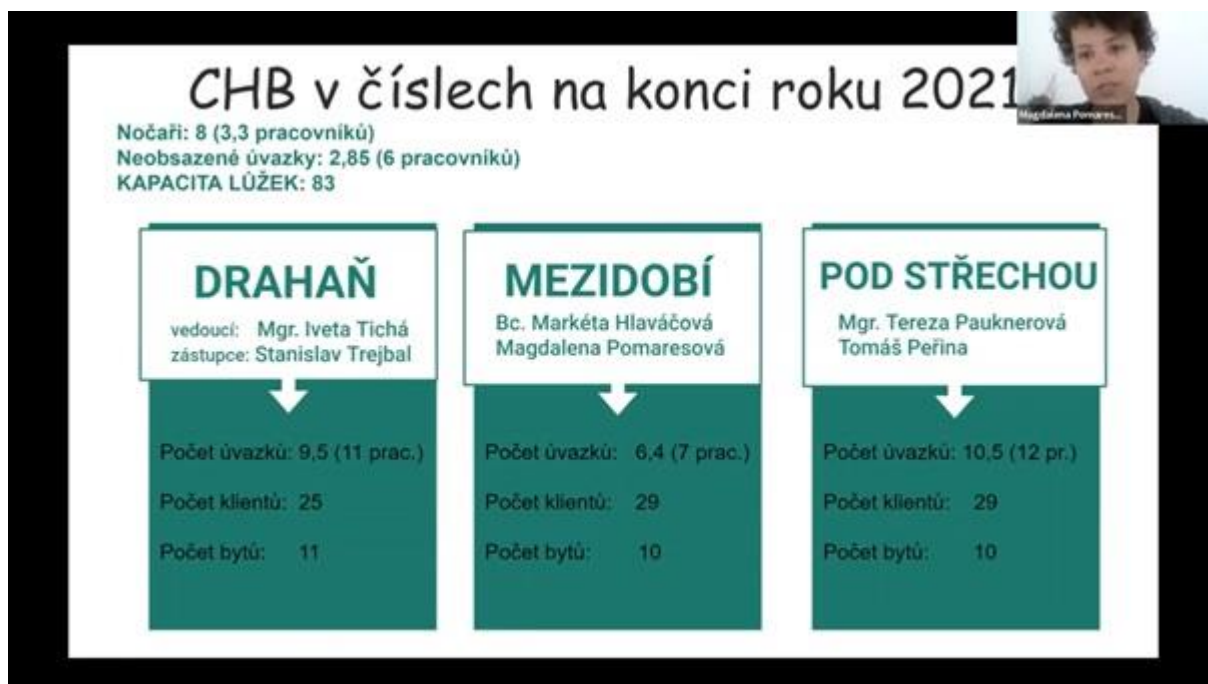 CHB v číslech na konci roku 2021
Magdalena Pomares...
Nočaři: 8 (3,3 pracovníků)
Neobsazené úvazky: 2,85 (6 pracovníků)
KAPACITA LŮŽEK: 83
DRAHAŇ
vedoucí: Mgr. Iveta Tichá
zástupce: Stanislav Trejbal
Počet úvazků: 9,5 (11 prac.)
Počet klientů: 25
Počet bytů: 11
MEZIDOBÍ
Bc. Markéta Hlaváčová
Magdalena Pomaresová
Počet úvazků: 6,4 (7 prac.)
Počet klientů: 29
Počet bytů: 10
POD STŘECHOU
Mgr. Tereza Pauknerová
Tomáš Peřina
Počet úvazků: 10,5 (12 pr.)
Počet klientů: 29
Počet bytů: 10